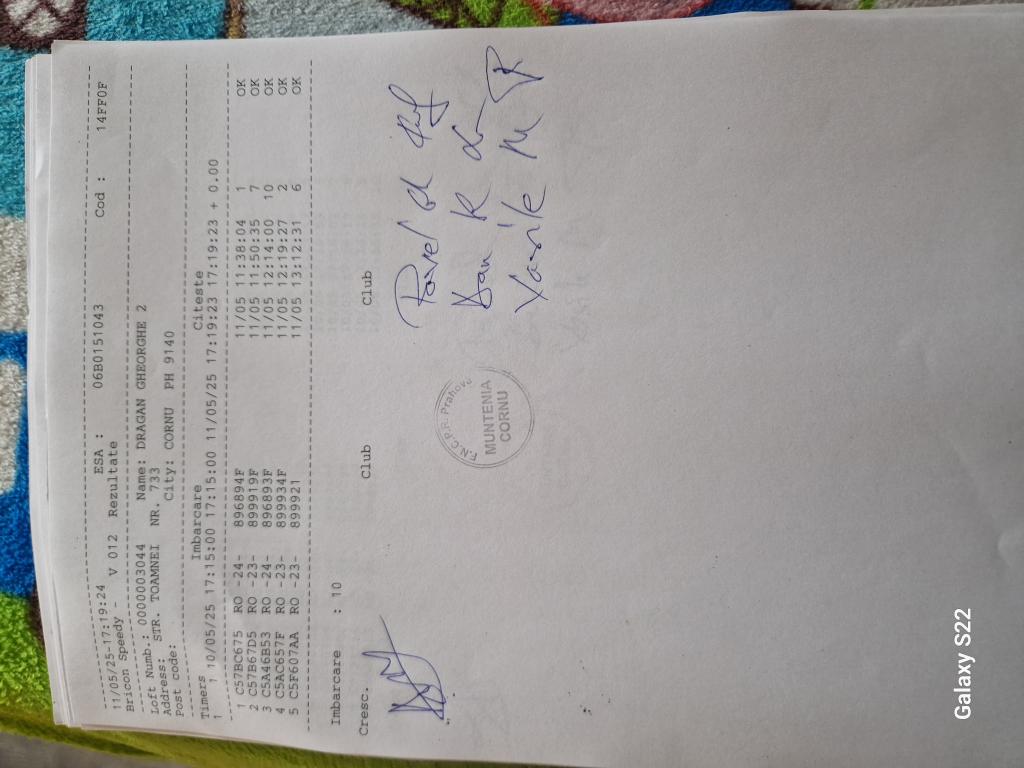 11/05/25-17:19:24 ESA : 06B0151043 Cod : 14FF0F
Bricon Speedy - V 012 Rezultate
Loft Numb.: 0000003044 Name: DRAGAN GHEORGHE 2
Address: STR. TOAMNEI NR. 733
Post code: City: CORNU PH 9140
Timers Imbarcare Citeste
1 1 10/05/25 17:15:00 17:15:00 11/05/25 17:19:23 17:19:23 + 0.00
1 C57BC675 RO -24- 896894F 11/05 11:38:04 1 OK
2 C57B67D5 RO -23- 899919F 11/05 11:50:35 7 OK
3 C5A46B53 RO -24- 896893F 11/05 12:14:00 10 OK
4 C5AC657F RO -23- 899934F 11/05 12:19:27 2 OK
5 C5F607AA RO -23- 899921 11/05 13:12:31 6 OK
Imbarcare : 10
Cresc. Club Club
Pavel
Dan K
Vasile M
F.N.C.P.R. Prahova
MUNTENIA
CORNU
Galaxy S22